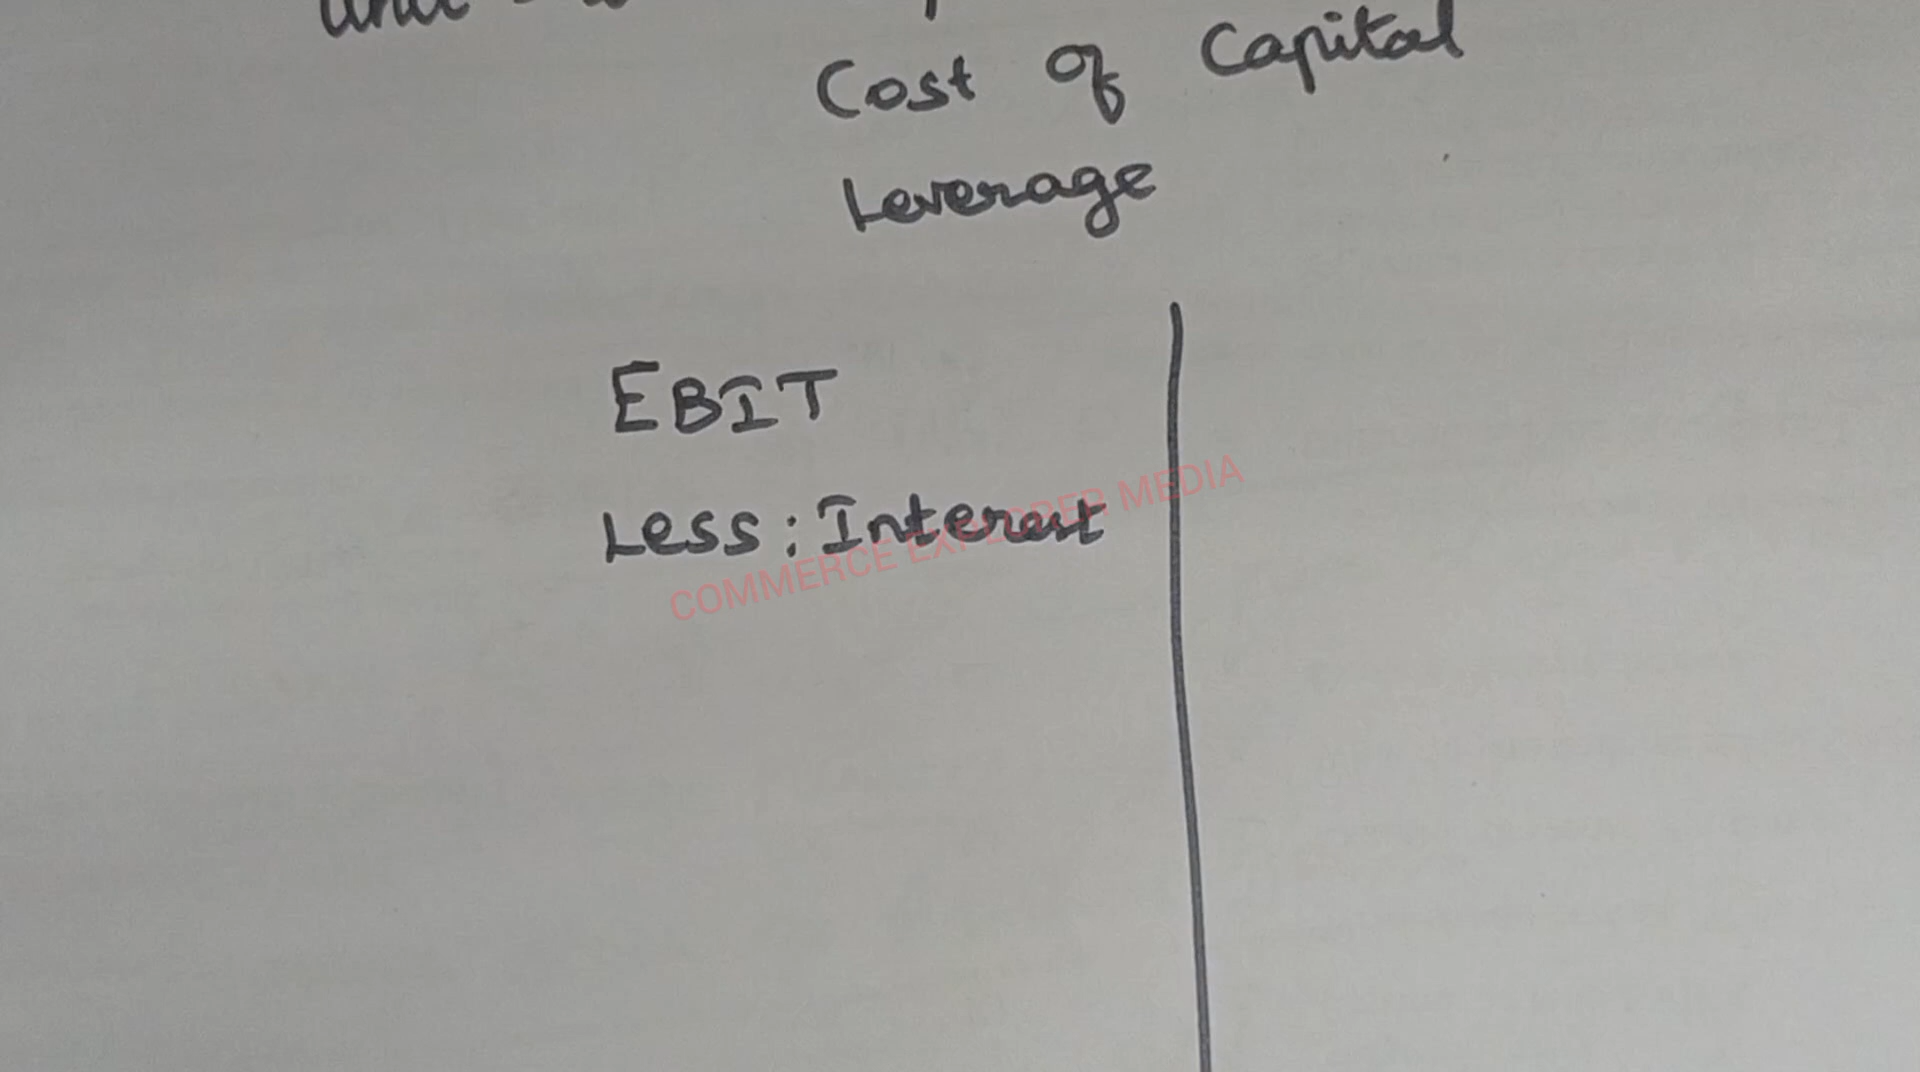 Cost of Capital
Leverage
EBIT
Less : Interest
COMMERCE EXPLORER MEDIA